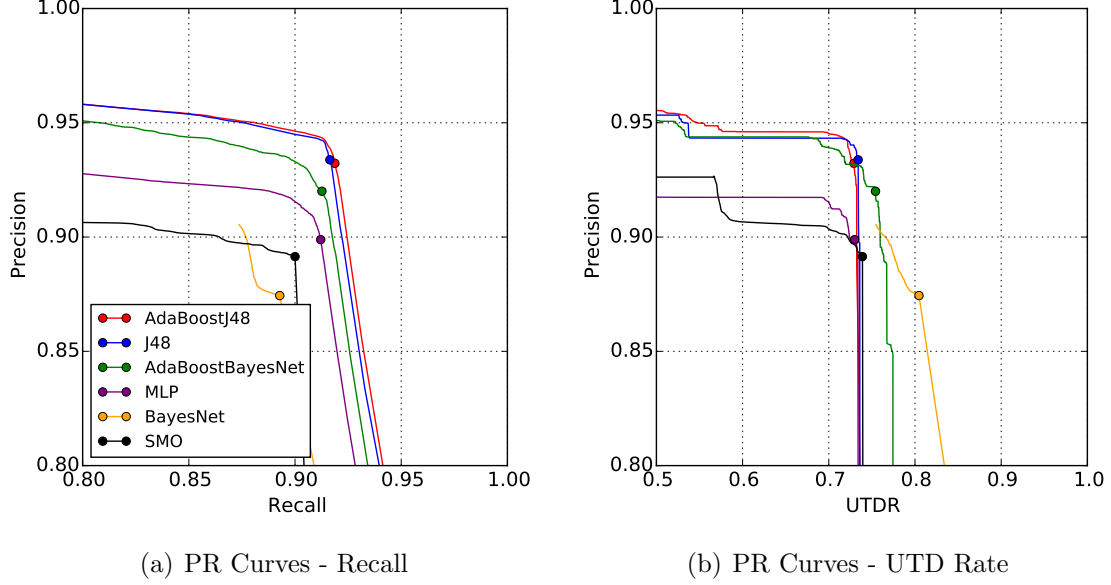 1.00
0.95
0.90
0.85
0.80
Precision
0.80 0.85 0.90 0.95 1.00
Recall
AdaBoostJ48
J48
AdaBoostBayesNet
MLP
BayesNet
SMO
(a) PR Curves - Recall
1.00
0.95
0.90
0.85
0.80
Precision
0.5 0.6 0.7 0.8 0.9 1.0
UTDR
(b) PR Curves - UTD Rate